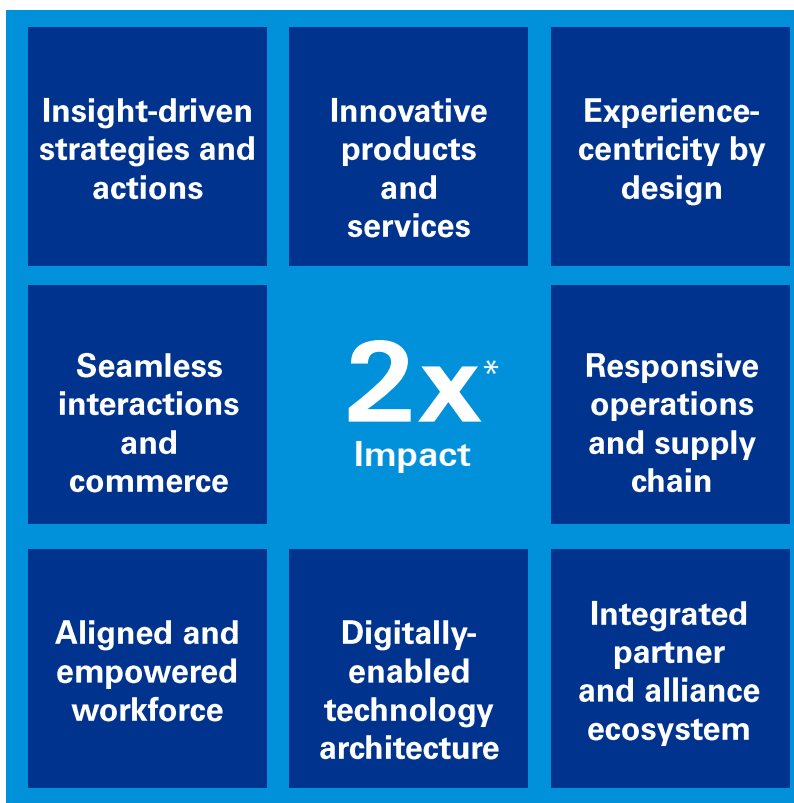 Insight-driven
strategies and
actions
Innovative
products
and
services
Experience-
centricity by
design
Seamless
interactions
and
commerce
2x*
Impact
Responsive
operations
and supply
chain
Aligned and
empowered
workforce
Digitally-
enabled
technology
architecture
Integrated
partner
and alliance
ecosystem